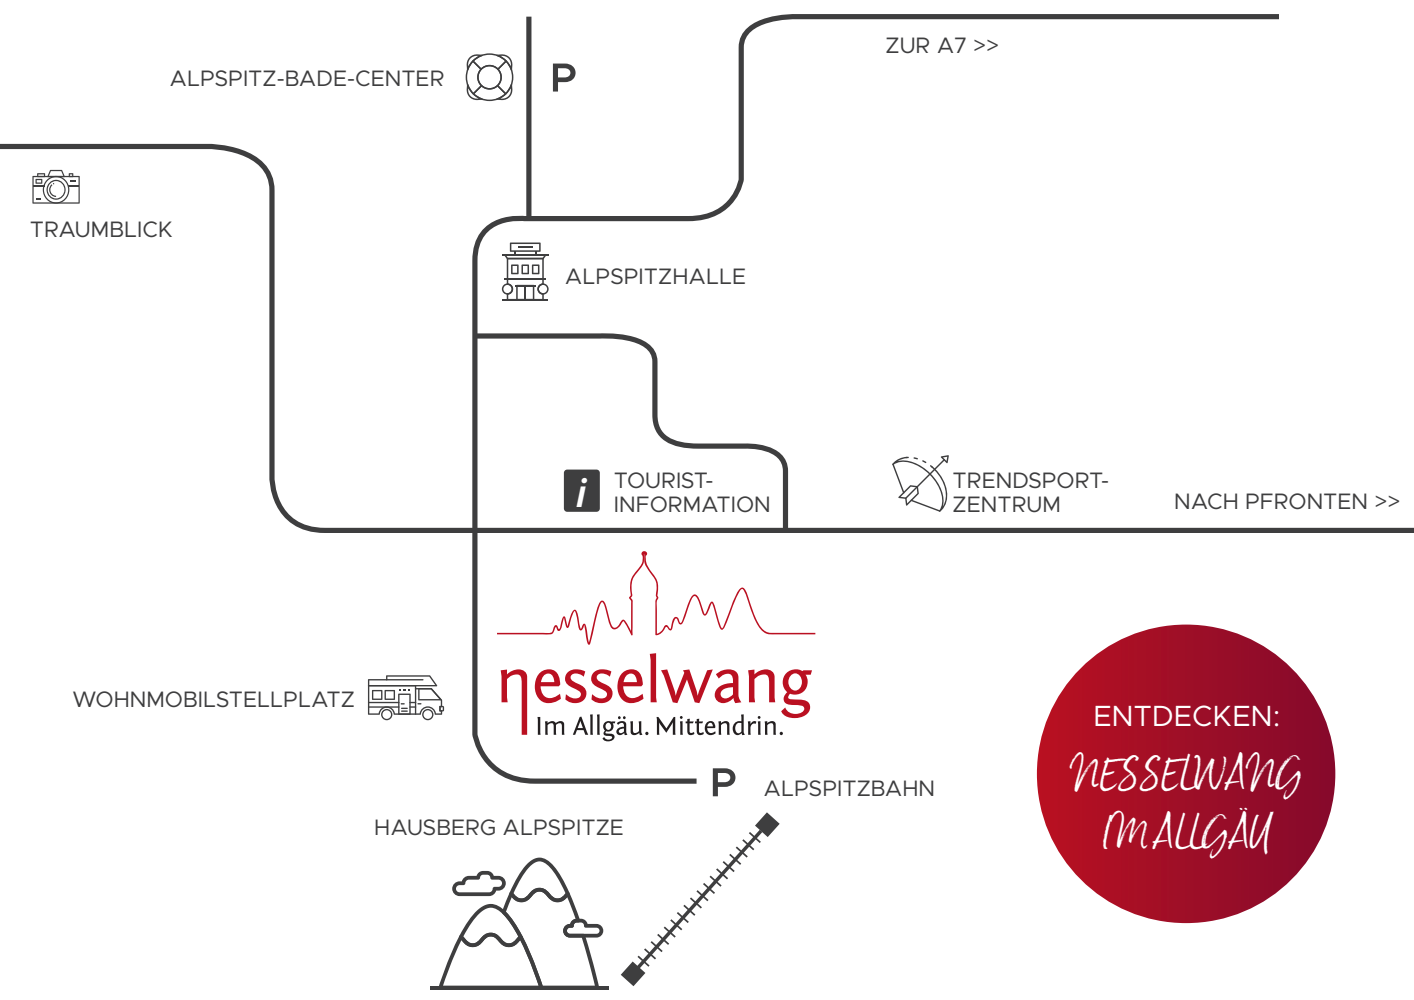 ZUR A7 >>
ALPSPITZ-BADE-CENTER
P
TRAUMBLICK
ALPSPITZHALLE
i
TOURIST-
INFORMATION
TRENDSPORT-
ZENTRUM
NACH PFRONTEN >>
nesselwang
Im Allgäu. Mittendrin.
WOHNMOBILSTELLPLATZ
ENTDECKEN:
NESSELWANG
IM ALLGÄU
P
ALPSPITZBAHN
HAUSBERG ALPSPITZE